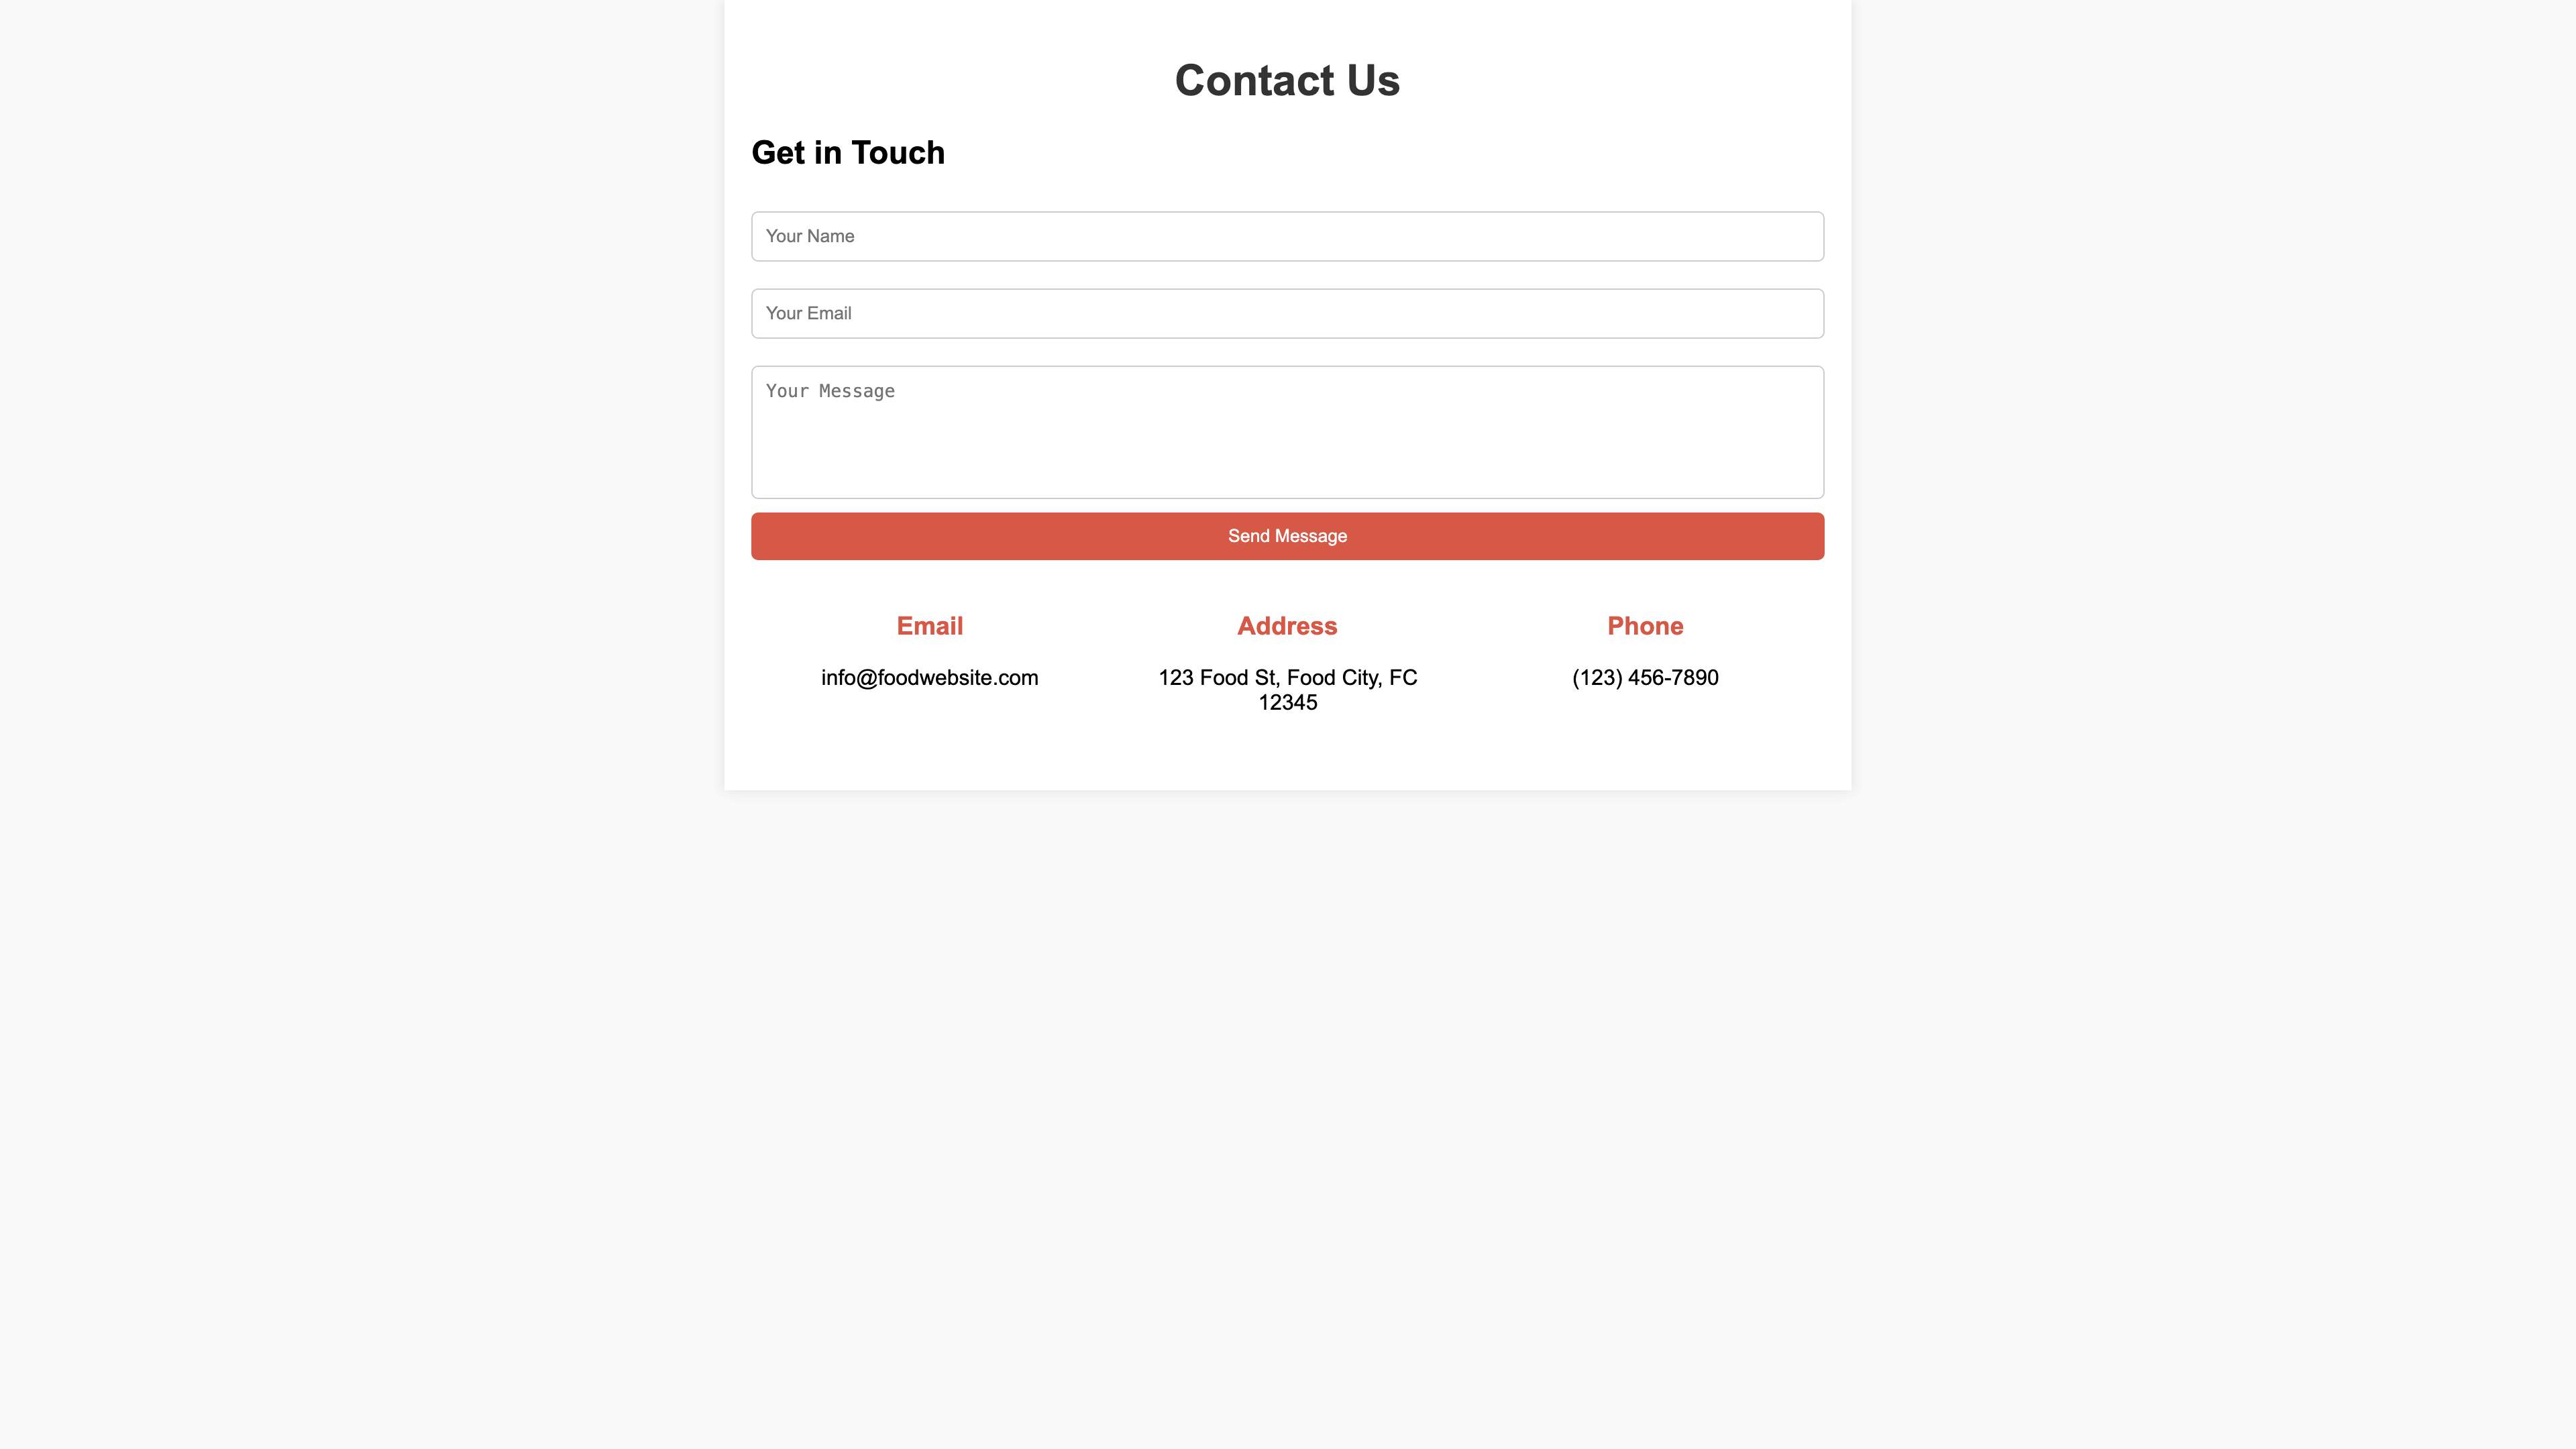 Contact Us
Get in Touch
Your Name
Your Email
Your Message
Send Message
Email
info@foodwebsite.com
Address
123 Food St, Food City, FC
12345
Phone
(123) 456-7890